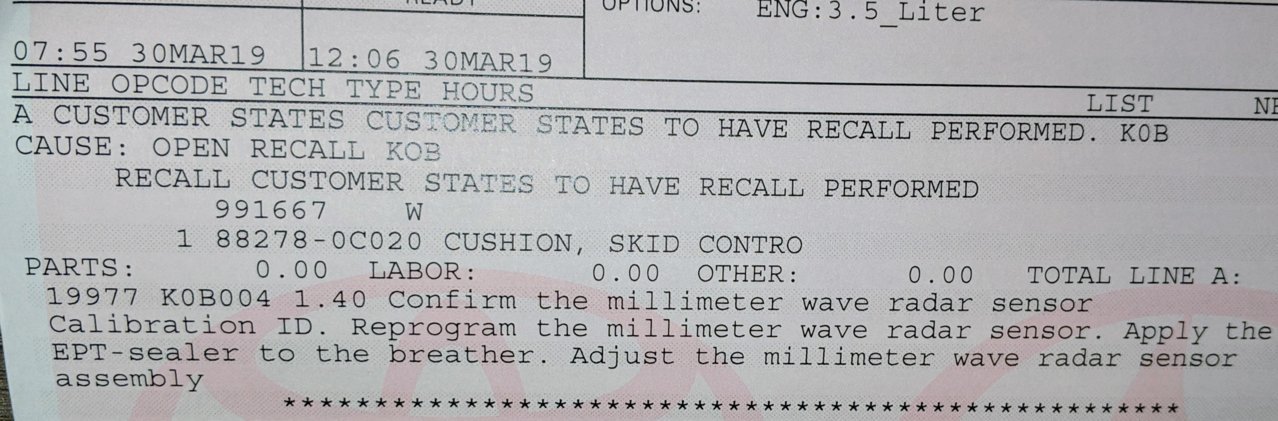 READY
OPTIONS: ENG:3.5_Liter
07:55 30MAR19 12:06 30MAR19
LINE OPCODE TECH TYPE HOURS
LIST
A CUSTOMER STATES CUSTOMER STATES TO HAVE RECALL PERFORMED. K0B
CAUSE: OPEN RECALL K0B
RECALL CUSTOMER STATES TO HAVE RECALL PERFORMED
991667 W
1 88278-0C020 CUSHION, SKID CONTRO
PARTS: 0.00 LABOR: 0.00 OTHER: 0.00 TOTAL LINE A:
19977 K0B004 1.40 Confirm the millimeter wave radar sensor
Calibration ID. Reprogram the millimeter wave radar sensor. Apply the
EPT-sealer to the breather. Adjust the millimeter wave radar sensor
assembly
*************************************************